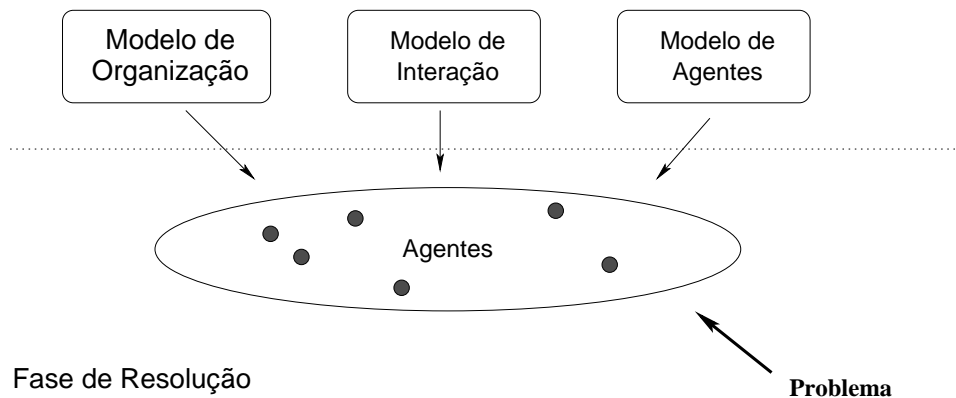 Modelo de
Organização
Modelo de
Interação
Modelo de
Agentes
Agentes
Fase de Resolução
Problema